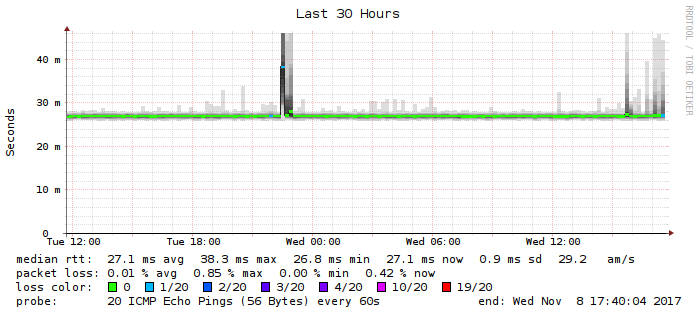 Last 30 Hours
RRDTOOL / TOBI OETIKER
Seconds
40 m
30 m
20 m
10 m
0
Tue 12:00 Tue 18:00 Wed 00:00 Wed 06:00 Wed 12:00
median rtt: 27.1 ms avg 38.3 ms max 26.8 ms min 27.1 ms now 0.9 ms sd 29.2 am/s
packet loss: 0.01 % avg 0.85 % max 0.00 % min 0.42 % now
loss color: 0 1/20 2/20 3/20 4/20 10/20 19/20
probe: 20 ICMP Echo Pings (56 Bytes) every 60s end: Wed Nov 8 17:40:04 2017